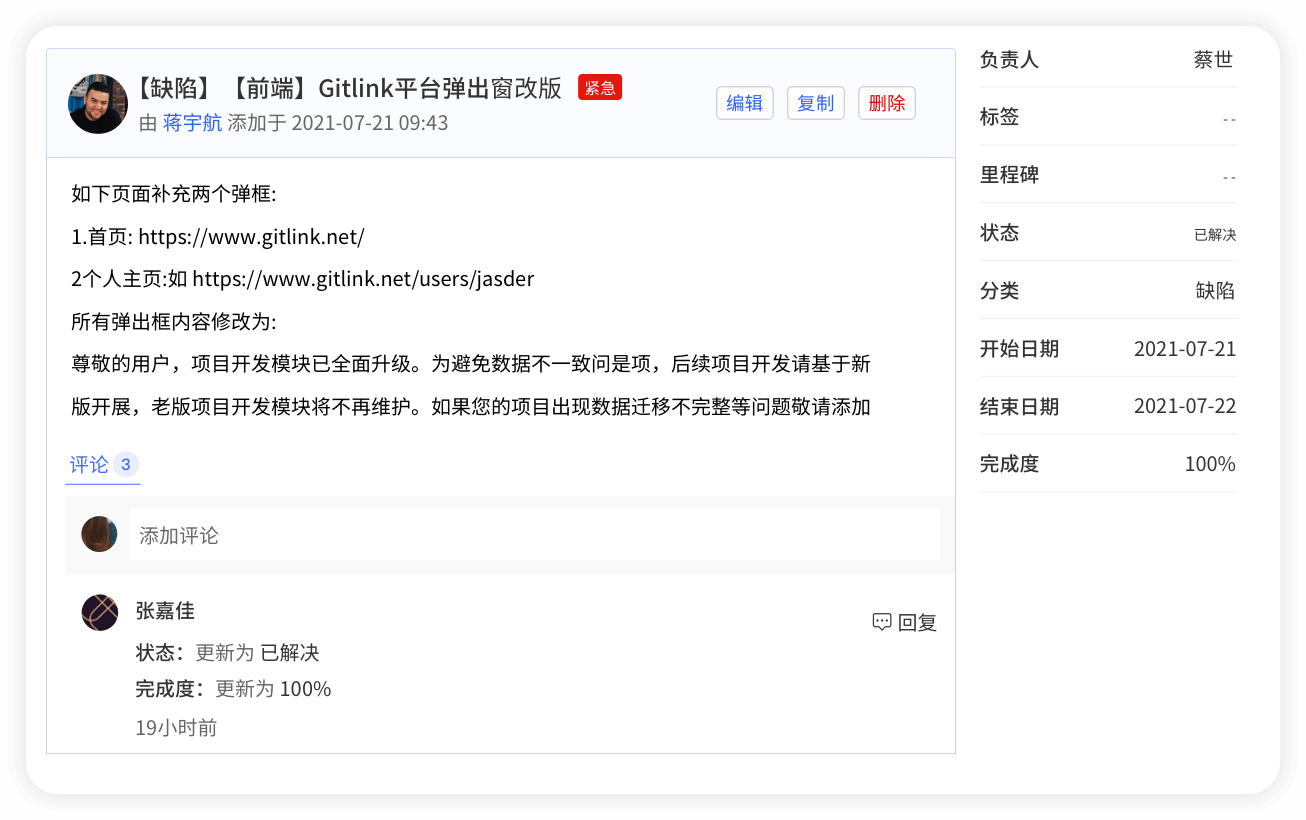 【缺陷】【前端】Gitlink平台弹出窗改版 紧急
由 蒋宇航 添加于 2021-07-21 09:43
编辑 复制 删除
如下页面补充两个弹框:
1.首页: https://www.gitlink.net/
2个人主页:如 https://www.gitlink.net/users/jasder
所有弹出框内容修改为:
尊敬的用户，项目开发模块已全面升级。为避免数据不一致问是项，后续项目开发请基于新
版开展，老版项目开发模块将不再维护。如果您的项目出现数据迁移不完整等问题敬请添加
评论 3
添加评论
张嘉佳
回复
状态：更新为 已解决
完成度：更新为 100%
19小时前
负责人 蔡世
标签 --
里程碑 --
状态 已解决
分类 缺陷
开始日期 2021-07-21
结束日期 2021-07-22
完成度 100%